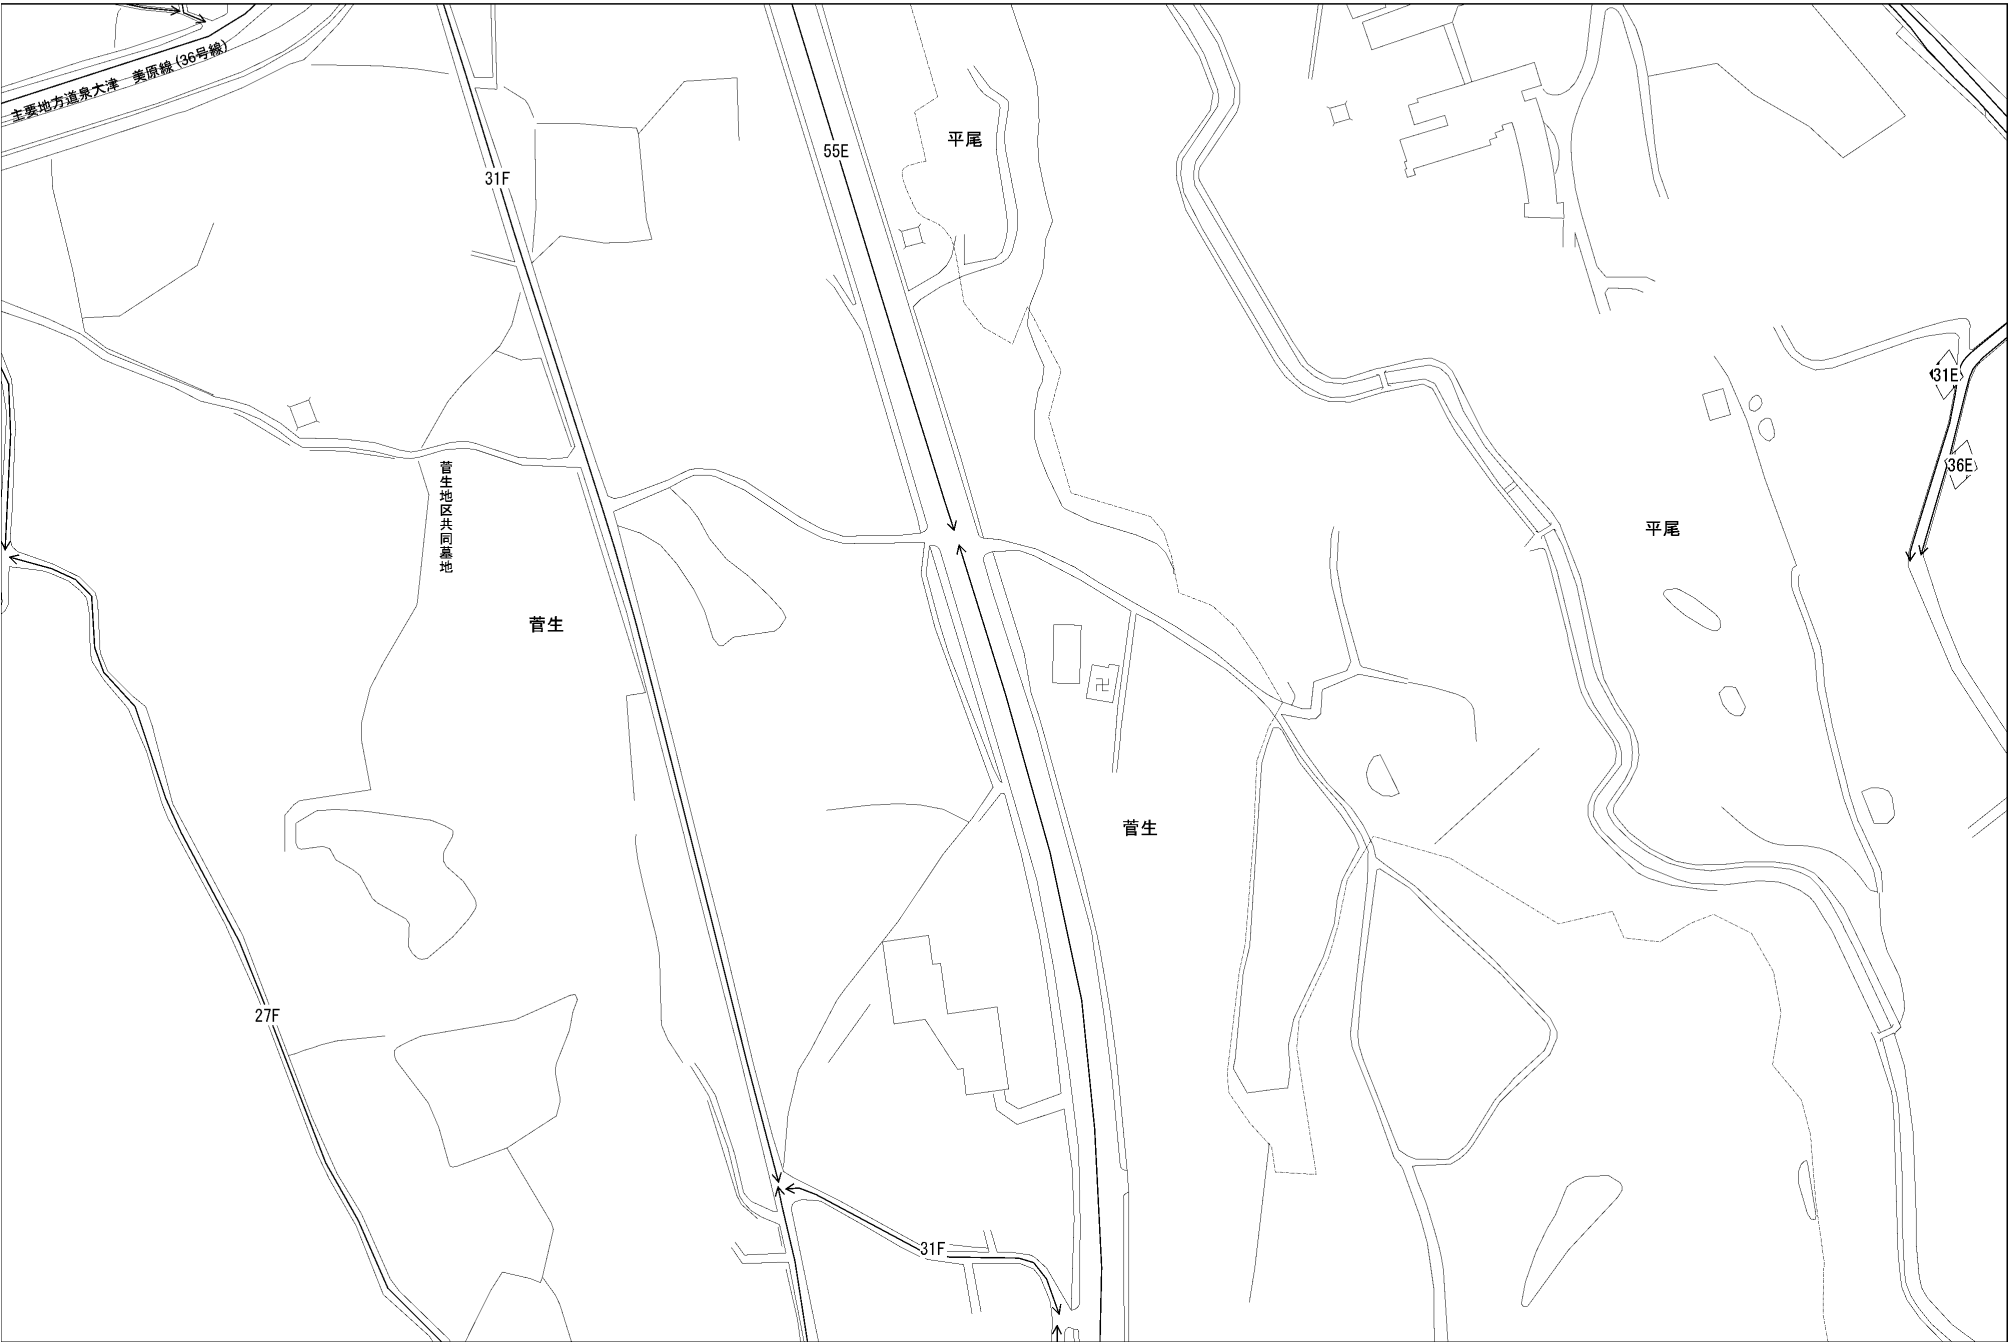 主要地方道泉大津　美原線(36号線)
平尾
55E
31F
31E
36E
菅生地区共同墓地
平尾
菅生
菅生
27F
31F